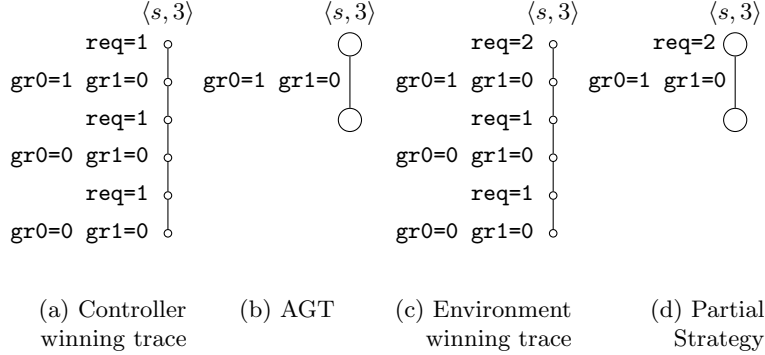 ⟨s, 3⟩ ⟨s, 3⟩ ⟨s, 3⟩ ⟨s, 3⟩
req=1 req=2 req=2
gr0=1 gr1=0 gr0=1 gr1=0 gr0=1 gr1=0 gr0=1 gr1=0
req=1 req=1
gr0=0 gr1=0 gr0=0 gr1=0
req=1 req=1
gr0=0 gr1=0 gr0=0 gr1=0
(a) Controller (b) AGT (c) Environment (d) Partial
winning trace winning trace Strategy